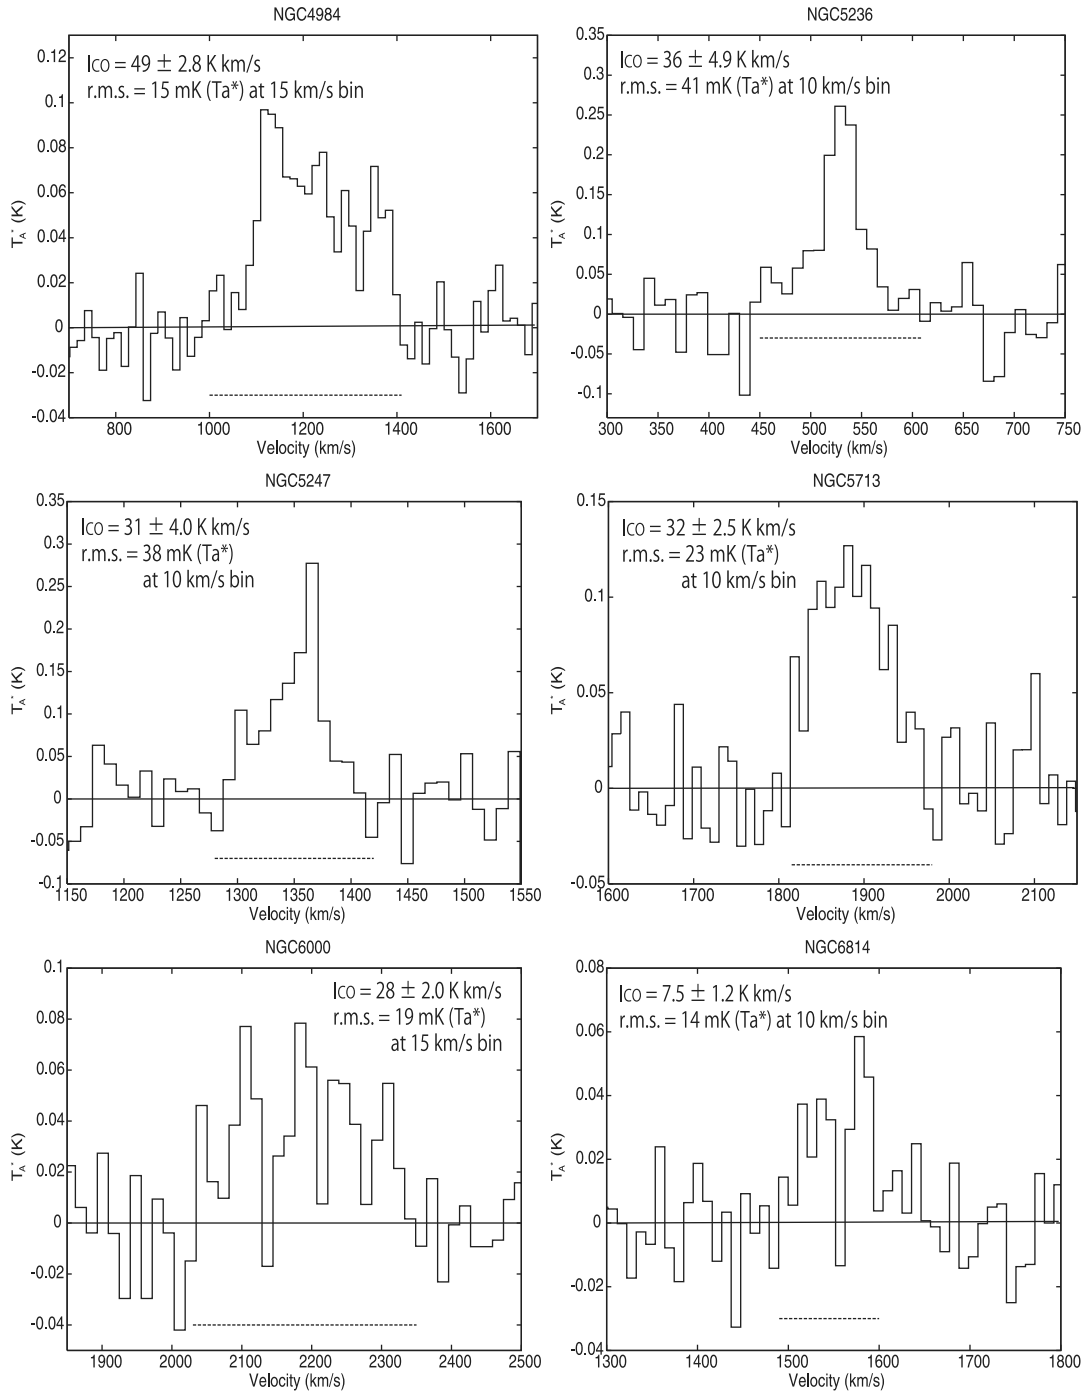 NGC4984
ICO = 49 ± 2.8 K km/s
r.m.s. = 15 mK (Ta*) at 15 km/s bin
0.12
0.1
0.08
0.06
0.04
0.02
0
-0.02
-0.04
T*A (K)
800 1000 1200 1400 1600
Velocity (km/s)
NGC5236
ICO = 36 ± 4.9 K km/s
r.m.s. = 41 mK (Ta*) at 10 km/s bin
0.35
0.3
0.25
0.2
0.15
0.1
0.05
0
-0.05
-0.1
T*A (K)
300 350 400 450 500 550 600 650 700 750
Velocity (km/s)
NGC5247
ICO = 31 ± 4.0 K km/s
r.m.s. = 38 mK (Ta*)
at 10 km/s bin
0.35
0.3
0.25
0.2
0.15
0.1
0.05
0
-0.05
-0.1
T*A (K)
1150 1200 1250 1300 1350 1400 1450 1500 1550
Velocity (km/s)
NGC5713
ICO = 32 ± 2.5 K km/s
r.m.s. = 23 mK (Ta*)
at 10 km/s bin
0.15
0.1
0.05
0
-0.05
T*A (K)
1600 1700 1800 1900 2000 2100
Velocity (km/s)
NGC6000
ICO = 28 ± 2.0 K km/s
r.m.s. = 19 mK (Ta*)
at 15 km/s bin
0.1
0.08
0.06
0.04
0.02
0
-0.02
-0.04
T*A (K)
1900 2000 2100 2200 2300 2400 2500
Velocity (km/s)
NGC6814
ICO = 7.5 ± 1.2 K km/s
r.m.s. = 14 mK (Ta*) at 10 km/s bin
0.08
0.06
0.04
0.02
0
-0.02
-0.04
T*A (K)
1300 1400 1500 1600 1700 1800
Velocity (km/s)